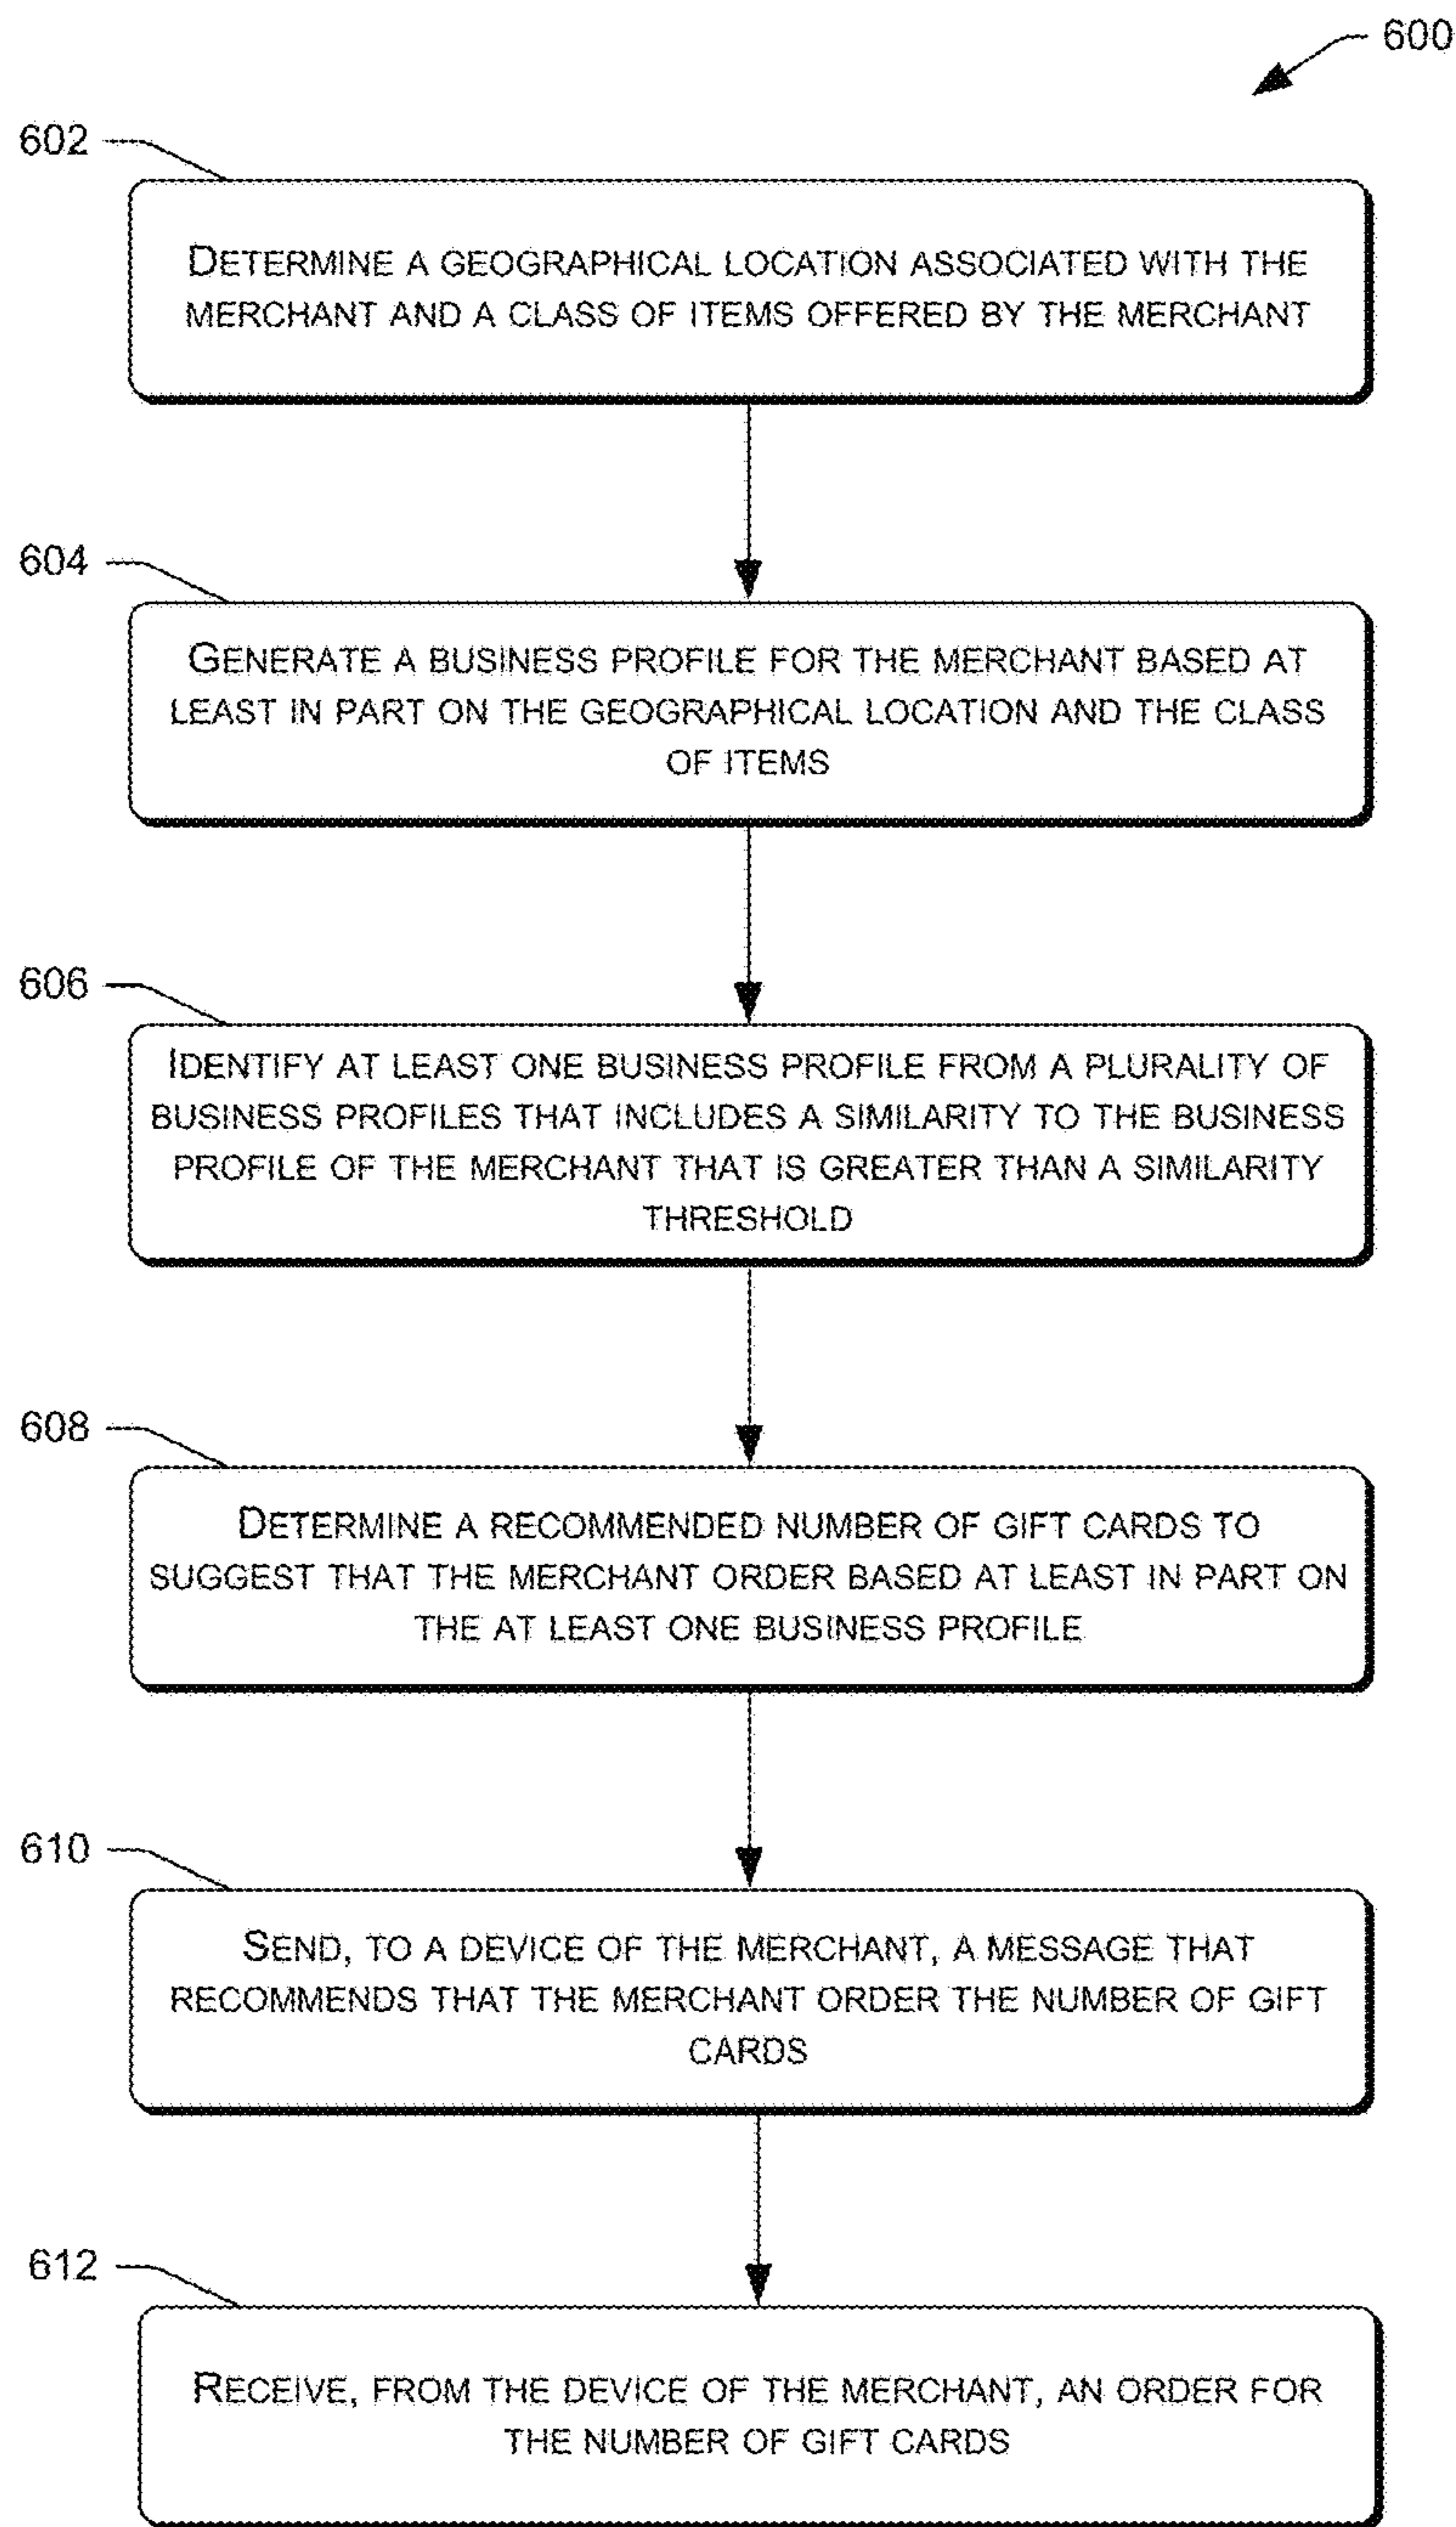 600
602
DETERMINE A GEOGRAPHICAL LOCATION ASSOCIATED WITH THE
MERCHANT AND A CLASS OF ITEMS OFFERED BY THE MERCHANT
604
GENERATE A BUSINESS PROFILE FOR THE MERCHANT BASED AT
LEAST IN PART ON THE GEOGRAPHICAL LOCATION AND THE CLASS
OF ITEMS
606
IDENTIFY AT LEAST ONE BUSINESS PROFILE FROM A PLURALITY OF
BUSINESS PROFILES THAT INCLUDES A SIMILARITY TO THE BUSINESS
PROFILE OF THE MERCHANT THAT IS GREATER THAN A SIMILARITY
THRESHOLD
608
DETERMINE A RECOMMENDED NUMBER OF GIFT CARDS TO
SUGGEST THAT THE MERCHANT ORDER BASED AT LEAST IN PART ON
THE AT LEAST ONE BUSINESS PROFILE
610
SEND, TO A DEVICE OF THE MERCHANT, A MESSAGE THAT
RECOMMENDS THAT THE MERCHANT ORDER THE NUMBER OF GIFT
CARDS
612
RECEIVE, FROM THE DEVICE OF THE MERCHANT, AN ORDER FOR
THE NUMBER OF GIFT CARDS